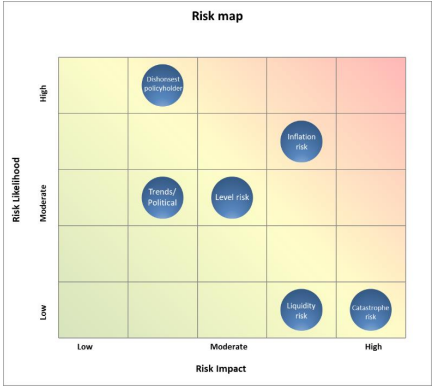 Risk map
Dishonsest
policyholder
Inflation
risk
Trends/
Political
Level risk
Liquidity
risk
Catastrophe
risk
High
Moderate
Low
Risk Likelihood
Low
Moderate
High
Risk Impact